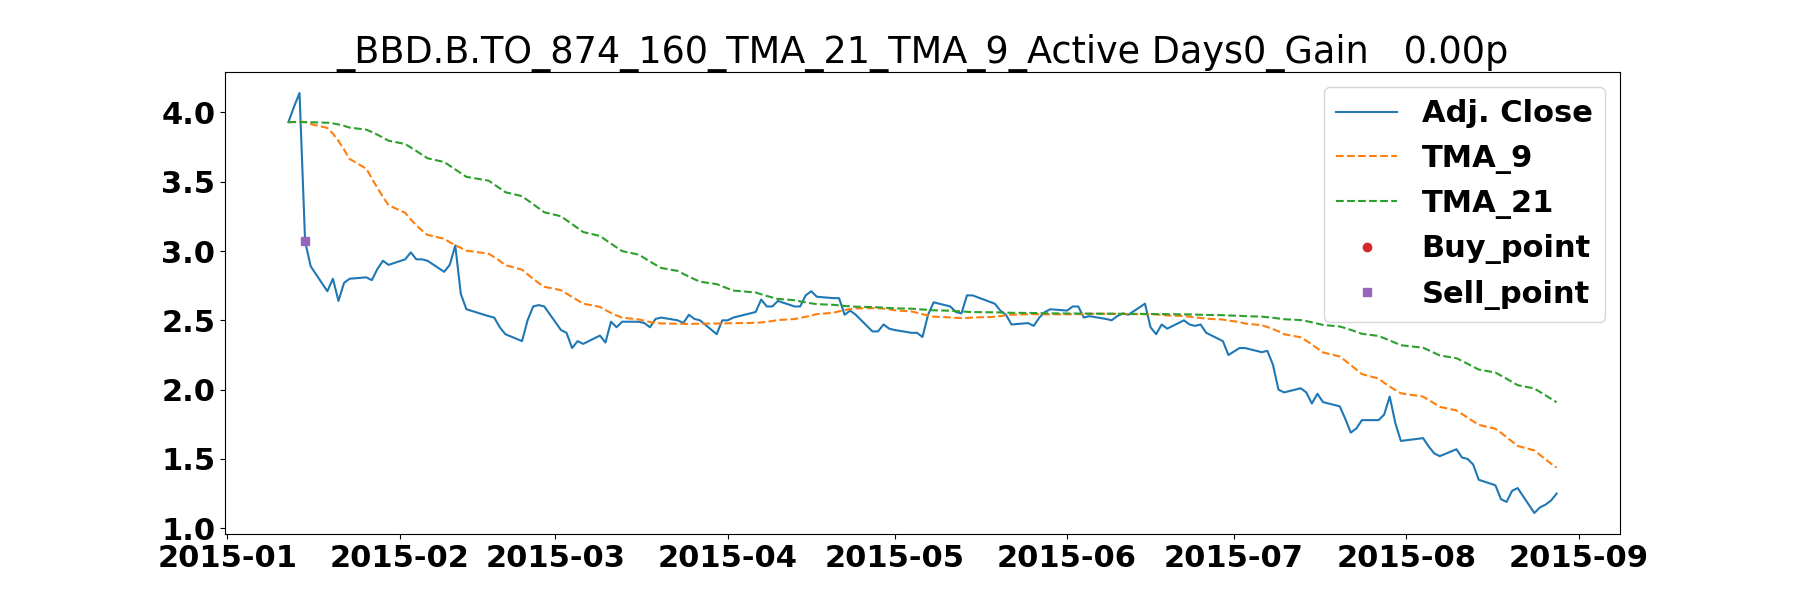 _BBD.B.TO_874_160_TMA_21_TMA_9_Active Days0_Gain   0.00p
4.0
3.5
3.0
2.5
2.0
1.5
1.0
Adj. Close
TMA_9
TMA_21
Buy_point
Sell_point
2015-01 2015-02 2015-03 2015-04 2015-05 2015-06 2015-07 2015-08 2015-09